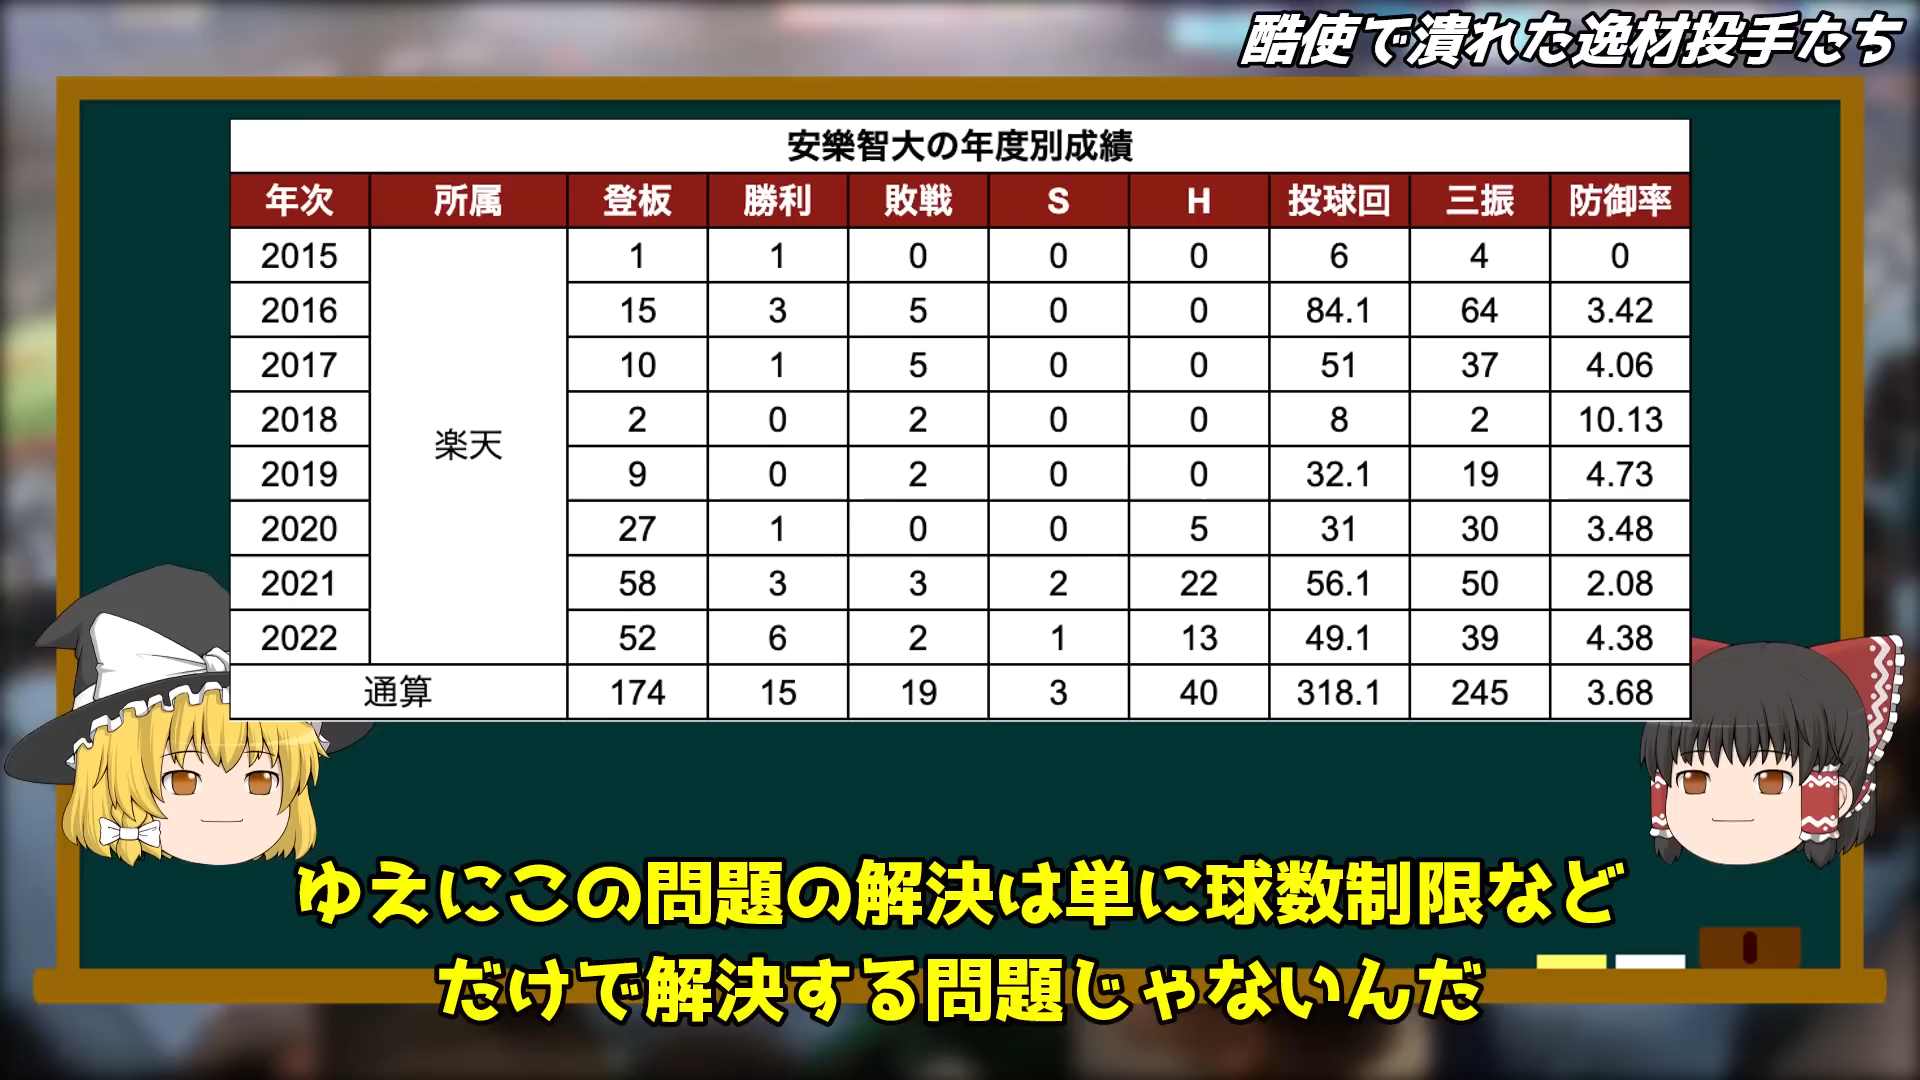 酷使で潰れた逸材投手たち
安樂智大の年度別成績
年次 所属 登板 勝利 敗戦 S H 投球回 三振 防御率
2015 楽天 1 1 0 0 0 6 4 0
2016 15 3 5 0 0 84.1 64 3.42
2017 10 1 5 0 0 51 37 4.06
2018 2 0 2 0 0 8 2 10.13
2019 9 0 2 0 0 32.1 19 4.73
2020 27 1 0 0 5 31 30 3.48
2021 58 3 3 2 22 56.1 50 2.08
2022 52 6 2 1 13 49.1 39 4.38
通算 174 15 19 3 40 318.1 245 3.68
ゆえにこの問題の解決は単に球数制限など
だけで解決する問題じゃないんだ